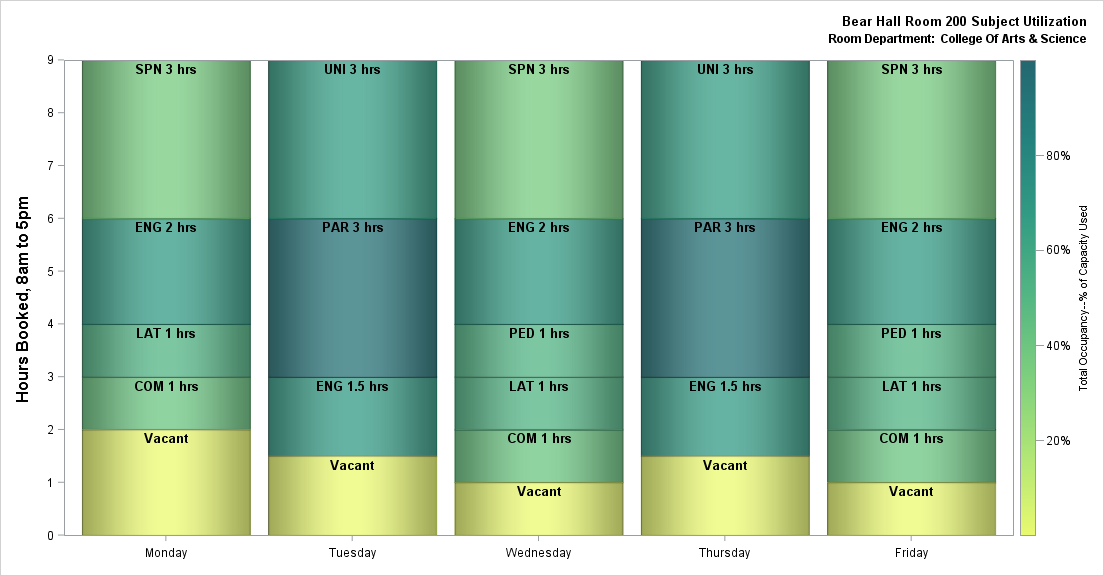 Bear Hall Room 200 Subject Utilization
Room Department: College Of Arts & Science
Hours Booked, 8am to 5pm
9
8
7
6
5
4
3
2
1
0
SPN 3 hrs
ENG 2 hrs
LAT 1 hrs
COM 1 hrs
Vacant
Monday
UNI 3 hrs
PAR 3 hrs
ENG 1.5 hrs
Vacant
Tuesday
SPN 3 hrs
ENG 2 hrs
PED 1 hrs
LAT 1 hrs
COM 1 hrs
Vacant
Wednesday
UNI 3 hrs
PAR 3 hrs
ENG 1.5 hrs
Vacant
Thursday
SPN 3 hrs
ENG 2 hrs
PED 1 hrs
LAT 1 hrs
COM 1 hrs
Vacant
Friday
80%
60%
40%
20%
Total Occupancy--% of Capacity Used